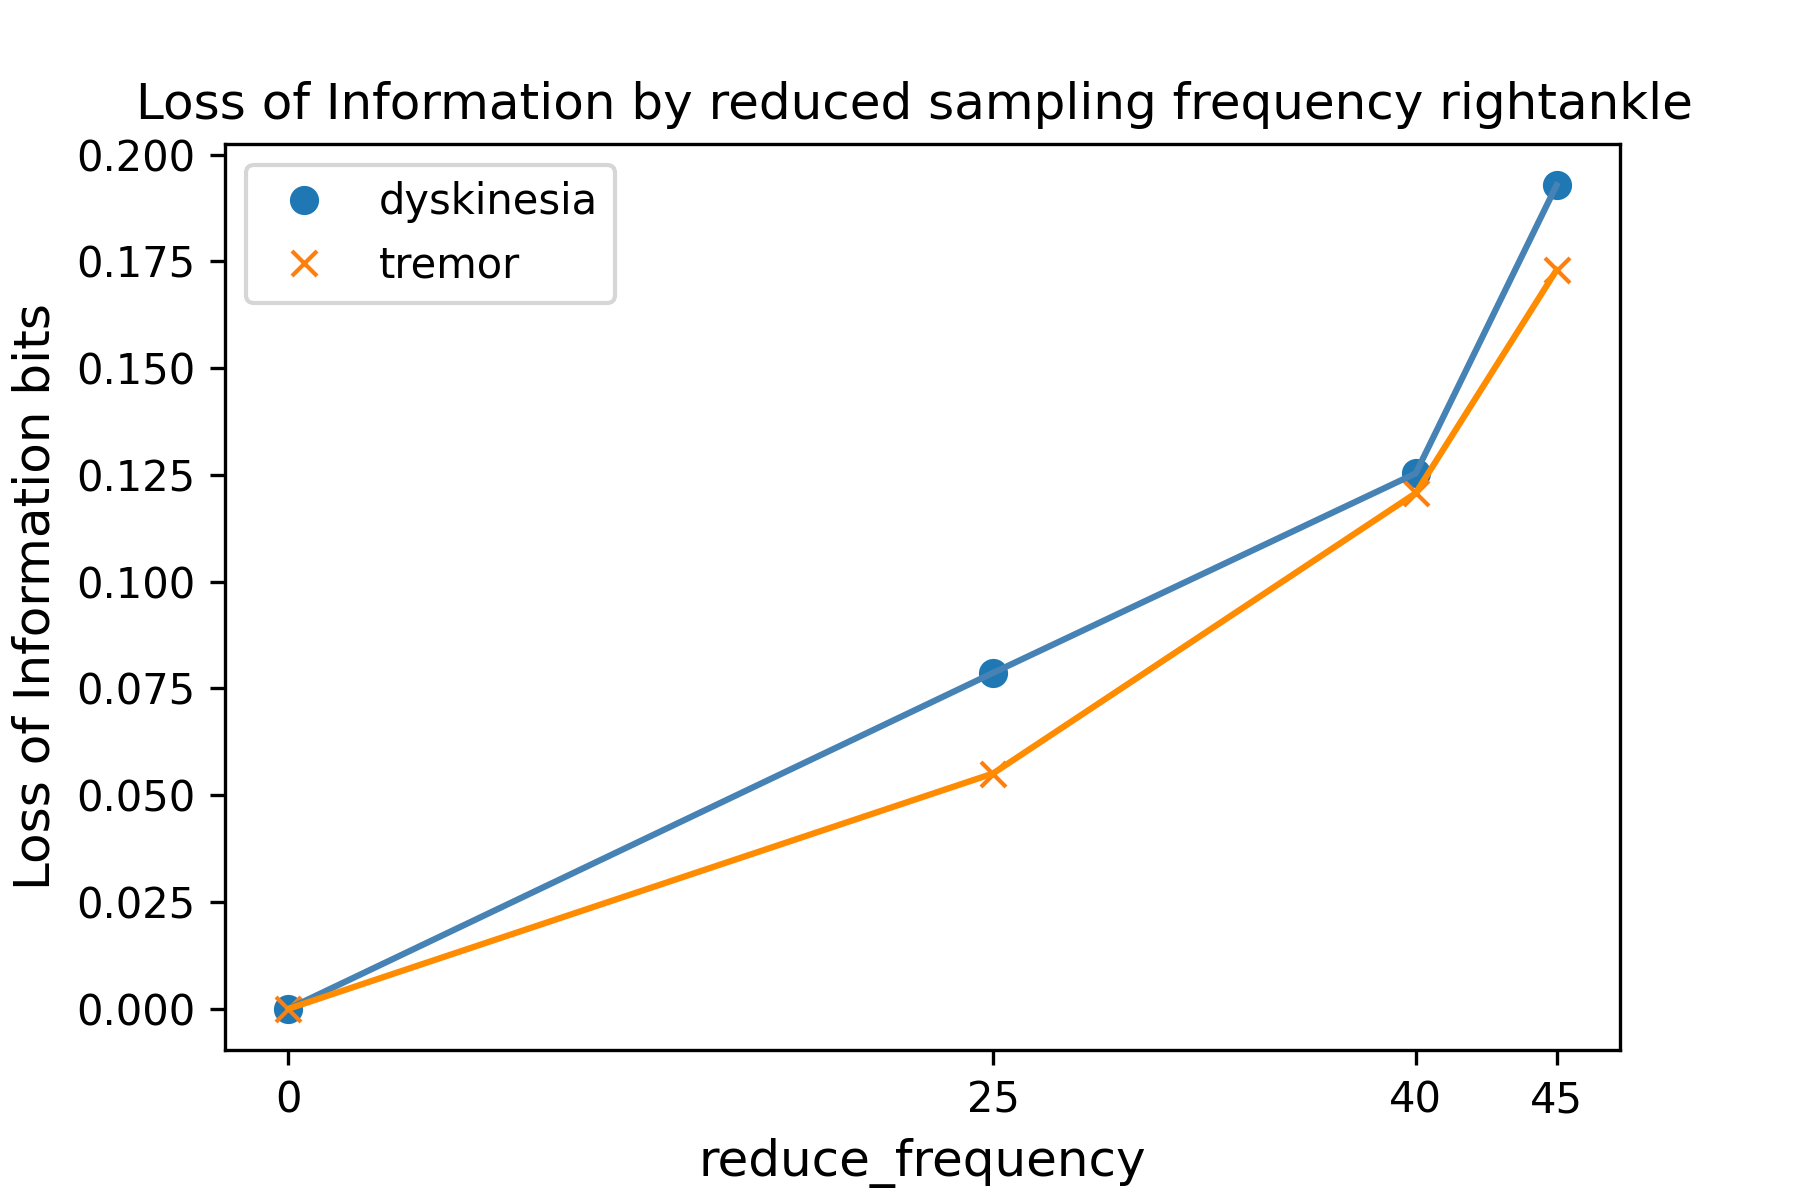 Loss of Information by reduced sampling frequency rightankle
0.200
0.175
0.150
0.125
0.100
0.075
0.050
0.025
0.000
Loss of Information bits
dyskinesia
tremor
0 25 40 45
reduce_frequency